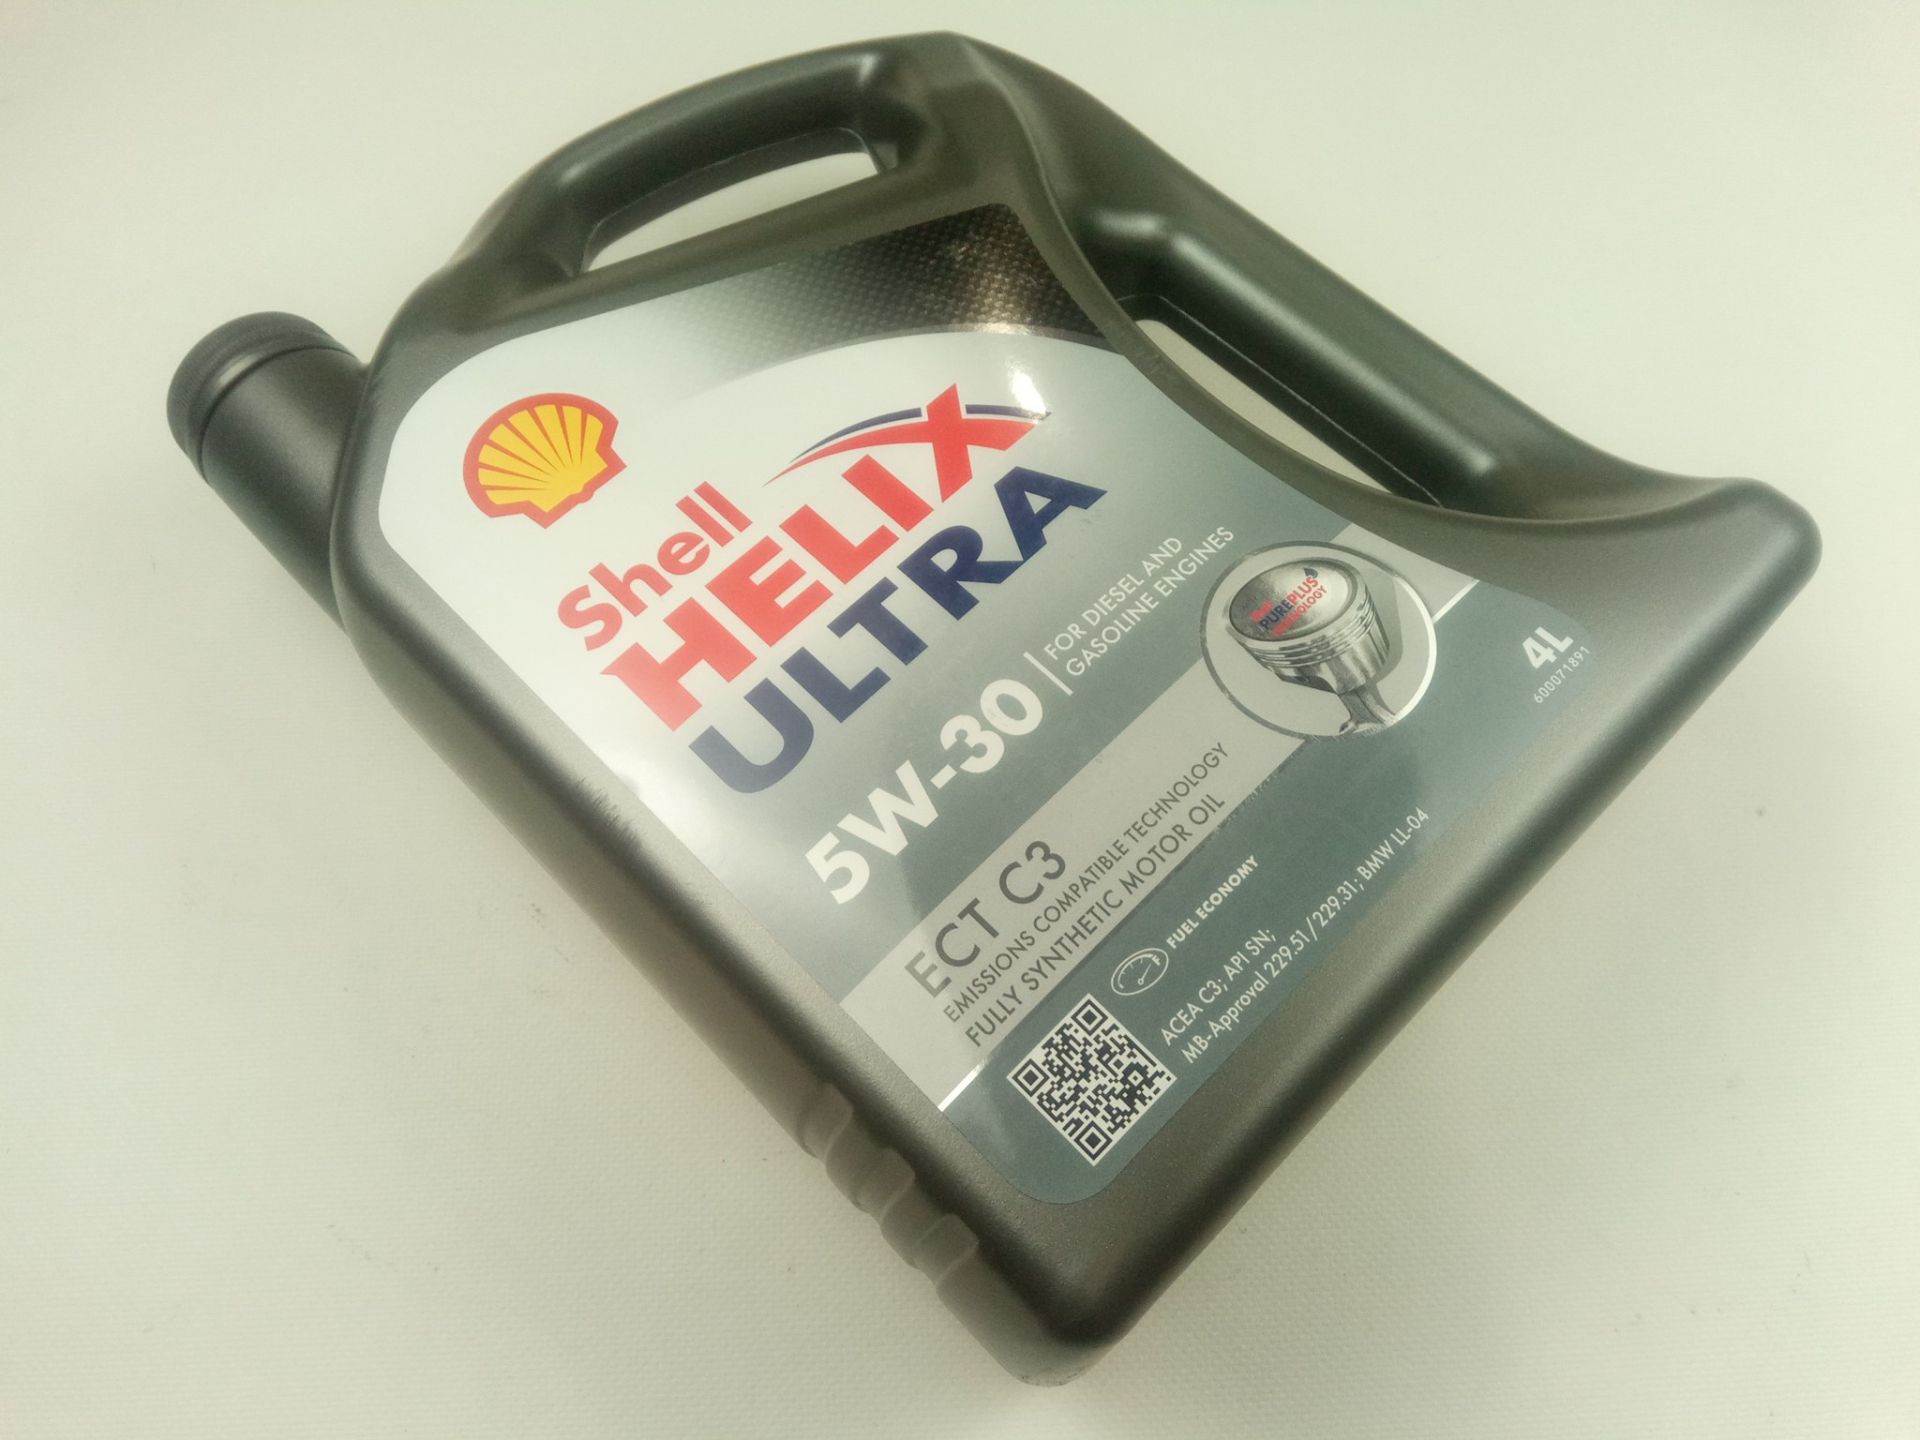 Shell
HELIX
ULTRA
5W-30
FOR DIESEL AND
GASOLINE ENGINES
PUREPLUS
TECHNOLOGY
4L
600071891
ECT C3
EMISSIONS COMPATIBLE TECHNOLOGY
FULLY SYNTHETIC MOTOR OIL
FUEL ECONOMY
ACEA C3; API SN;
MB-Approval 229.51/229.31; BMW LL-04